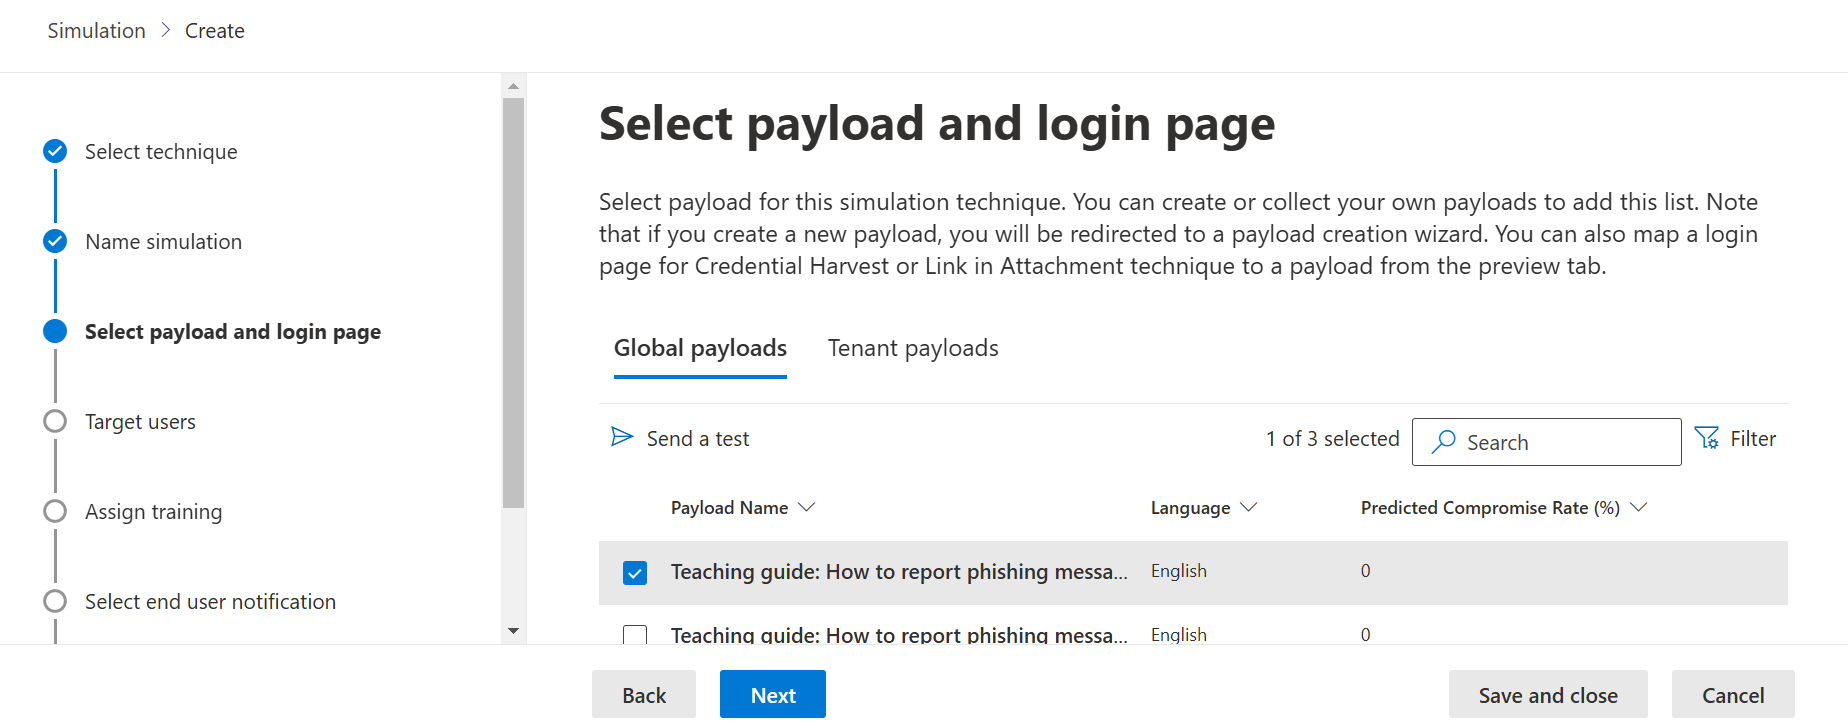 Simulation > Create
Select technique
Name simulation
Select payload and login page
Target users
Assign training
Select end user notification
Select payload and login page
Select payload for this simulation technique. You can create or collect your own payloads to add this list. Note
that if you create a new payload, you will be redirected to a payload creation wizard. You can also map a login
page for Credential Harvest or Link in Attachment technique to a payload from the preview tab.
Global payloads Tenant payloads
Send a test 1 of 3 selected Search Filter
Payload Name Language Predicted Compromise Rate (%)
Teaching guide: How to report phishing messa... English 0
Teaching guide: How to report phishing messa... English 0
Back Next Save and close Cancel